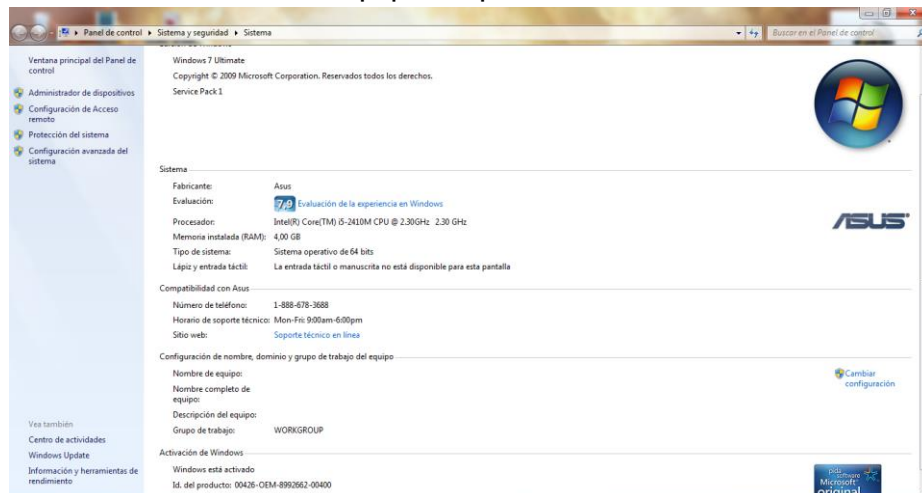 Panel de control ▸ Sistema y seguridad ▸ Sistema
Buscar en el Panel de control
Ventana principal del Panel de
control
Administrador de dispositivos
Configuración de Acceso
remoto
Protección del sistema
Configuración avanzada del
sistema
Windows 7 Ultimate
Copyright © 2009 Microsoft Corporation. Reservados todos los derechos.
Service Pack 1
Sistema
Fabricante: Asus
Evaluación: 7,9 Evaluación de la experiencia en Windows
Procesador: Intel(R) Core(TM) i5-2410M CPU @ 2.30GHz 2.30 GHz
Memoria instalada (RAM): 4,00 GB
Tipo de sistema: Sistema operativo de 64 bits
Lápiz y entrada táctil: La entrada táctil o manuscrita no está disponible para esta pantalla
ASUS
Compatibilidad con Asus
Número de teléfono: 1-888-678-3688
Horario de soporte técnico: Mon-Fri: 9:00am-6:00pm
Sitio web: Soporte técnico en línea
Configuración de nombre, dominio y grupo de trabajo del equipo
Nombre de equipo:
Cambiar
configuración
Nombre completo de
equipo:
Descripción del equipo:
Grupo de trabajo: WORKGROUP
Vea también
Centro de actividades
Windows Update
Información y herramientas de
rendimiento
Activación de Windows
Windows está activado
Id. del producto: 00426-OEM-8992662-00400
pida
software
Microsoft
original